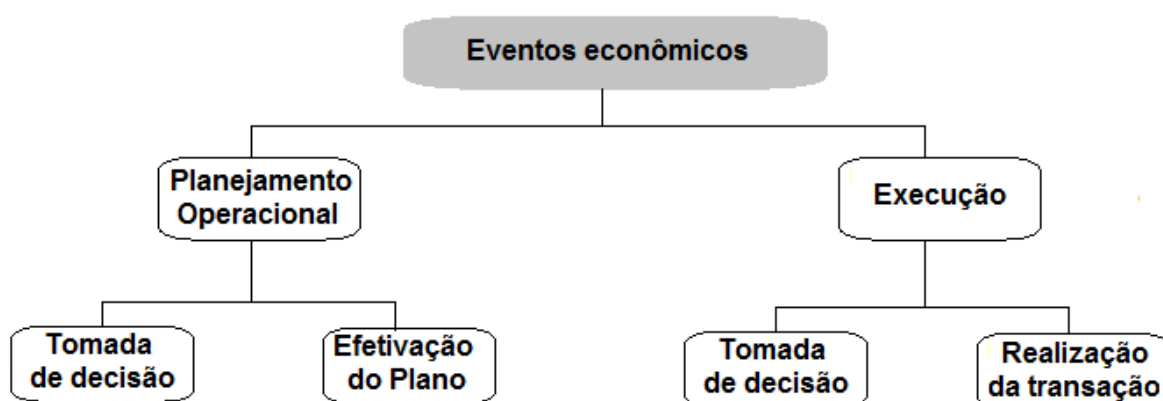 Eventos econômicos
Planejamento
Operacional
Execução
Tomada
de decisão
Efetivação
do Plano
Tomada
de decisão
Realização
da transação